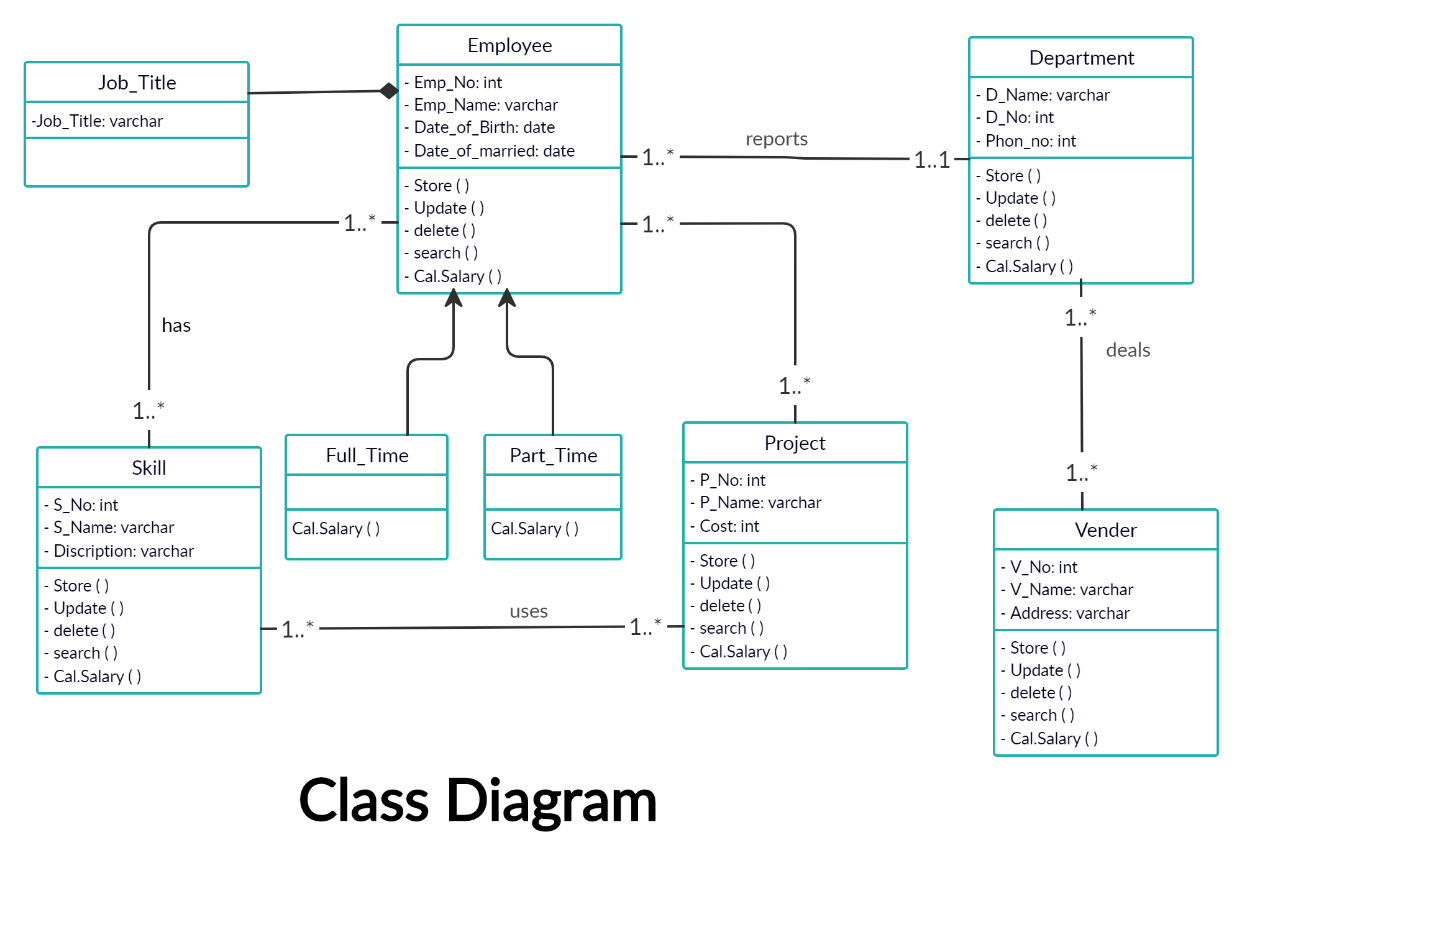 Job_Title
-Job_Title: varchar
Employee
- Emp_No: int
- Emp_Name: varchar
- Date_of_Birth: date
- Date_of_married: date
- Store ( )
- Update ( )
- delete ( )
- search ( )
- Cal.Salary ( )
Department
- D_Name: varchar
- D_No: int
- Phon_no: int
- Store ( )
- Update ( )
- delete ( )
- search ( )
- Cal.Salary ( )
1..*
reports
1..1
1..*
has
1..*
1..*
1..*
1..*
deals
1..*
Skill
- S_No: int
- S_Name: varchar
- Discription: varchar
- Store ( )
- Update ( )
- delete ( )
- search ( )
- Cal.Salary ( )
Full_Time
Cal.Salary ( )
Part_Time
Cal.Salary ( )
Project
- P_No: int
- P_Name: varchar
- Cost: int
- Store ( )
- Update ( )
- delete ( )
- search ( )
- Cal.Salary ( )
Vender
- V_No: int
- V_Name: varchar
- Address: varchar
- Store ( )
- Update ( )
- delete ( )
- search ( )
- Cal.Salary ( )
1..*
uses
1..*
Class Diagram